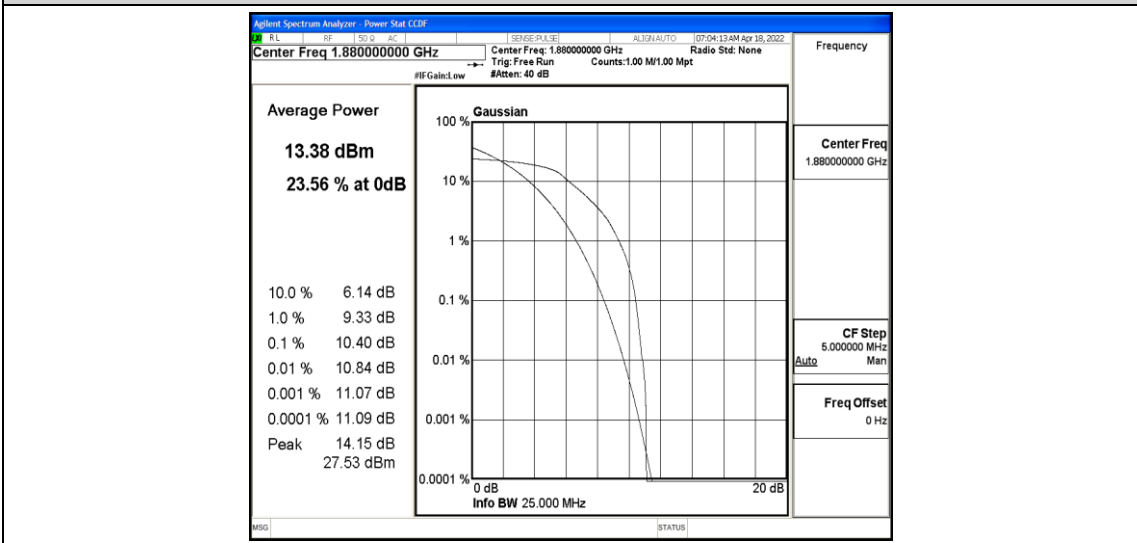 Agilent Spectrum Analyzer - Power Stat CCDF
RL RF 50 Ω AC SENSE:PULSE ALIGNAUTO 07:04:13 AM Apr 18, 2022
Center Freq 1.880000000 GHz
Center Freq: 1.880000000 GHz Radio Std: None
Trig: Free Run Counts:1.00 M/1.00 Mpt
#IFGain:Low #Atten: 40 dB
Average Power
13.38 dBm
23.56 % at 0dB
10.0 % 6.14 dB
1.0 % 9.33 dB
0.1 % 10.40 dB
0.01 % 10.84 dB
0.001 % 11.07 dB
0.0001 % 11.09 dB
Peak 14.15 dB
27.53 dBm
Gaussian
100 %
10 %
1 %
0.1 %
0.01 %
0.001 %
0.0001 %
0 dB 20 dB
Info BW 25.000 MHz
Frequency
Center Freq
1.880000000 GHz
CF Step
5.000000 MHz
Auto Man
Freq Offset
0 Hz
MSG STATUS